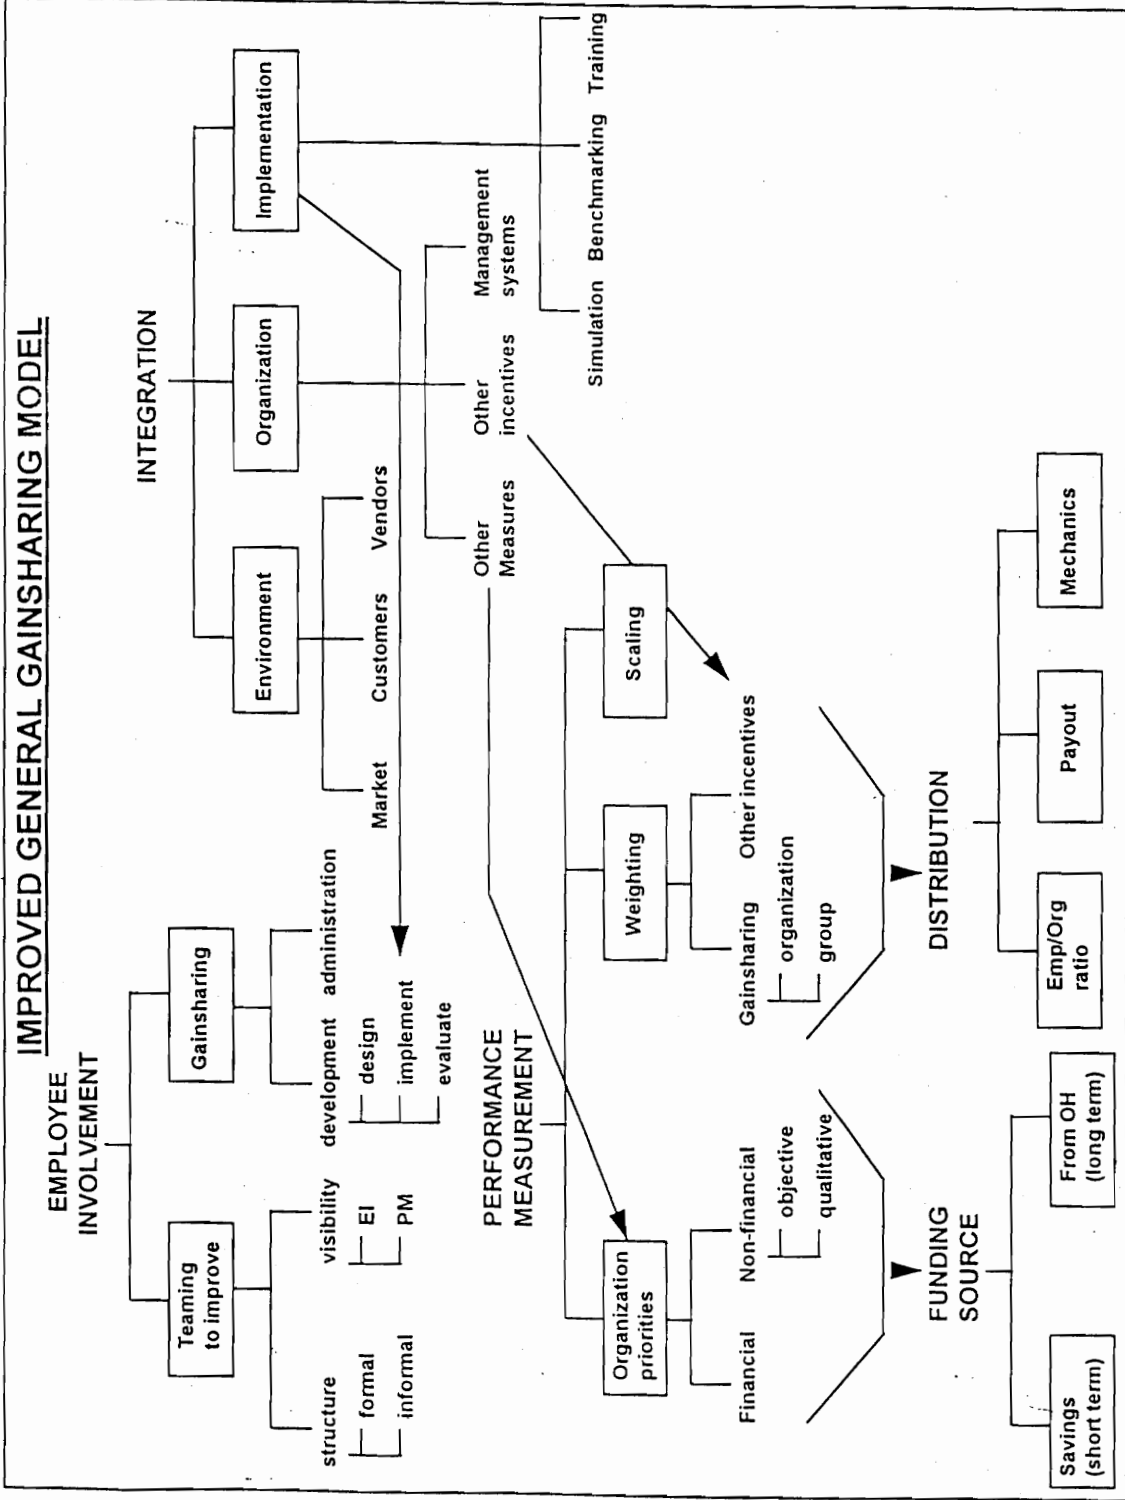 IMPROVED GENERAL GAINSHARING MODEL
EMPLOYEE
INVOLVEMENT
Teaming
to improve
structure
formal
informal
visibility
EI
PM
Gainsharing
development
design
implement
evaluate
administration
INTEGRATION
Environment
Market
Customers
Vendors
Organization
Other
Measures
Other
incentives
Management
systems
Implementation
Simulation
Benchmarking
Training
PERFORMANCE
MEASUREMENT
Organization
priorities
Financial
Non-financial
objective
qualitative
Weighting
Gainsharing
organization
group
Other incentives
Scaling
FUNDING
SOURCE
Savings
(short term)
From OH
(long term)
DISTRIBUTION
Emp/Org
ratio
Payout
Mechanics